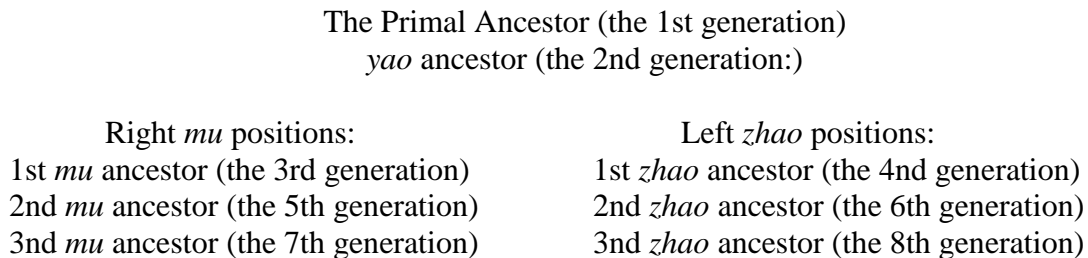 The Primal Ancestor (the 1st generation)
yao ancestor (the 2nd generation:)
Right mu positions:
1st mu ancestor (the 3rd generation)
2nd mu ancestor (the 5th generation)
3nd mu ancestor (the 7th generation)
Left zhao positions:
1st zhao ancestor (the 4nd generation)
2nd zhao ancestor (the 6th generation)
3nd zhao ancestor (the 8th generation)